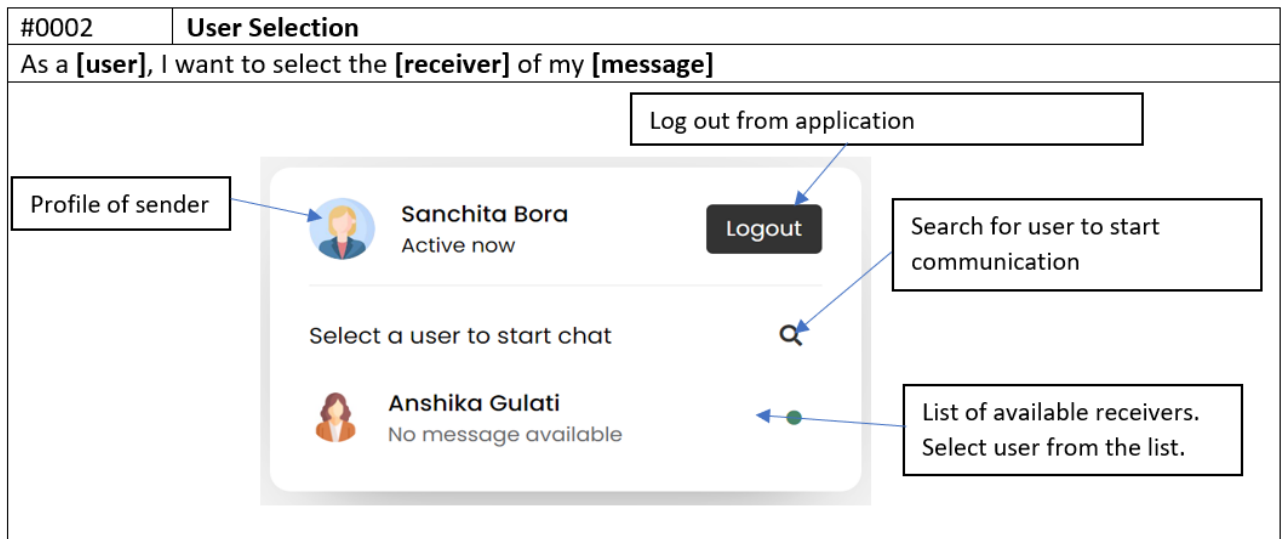 #0002 User Selection
As a [user], I want to select the [receiver] of my [message]
Log out from application
Profile of sender
Sanchita Bora
Active now
Logout
Search for user to start
communication
Select a user to start chat
Anshika Gulati
No message available
List of available receivers.
Select user from the list.